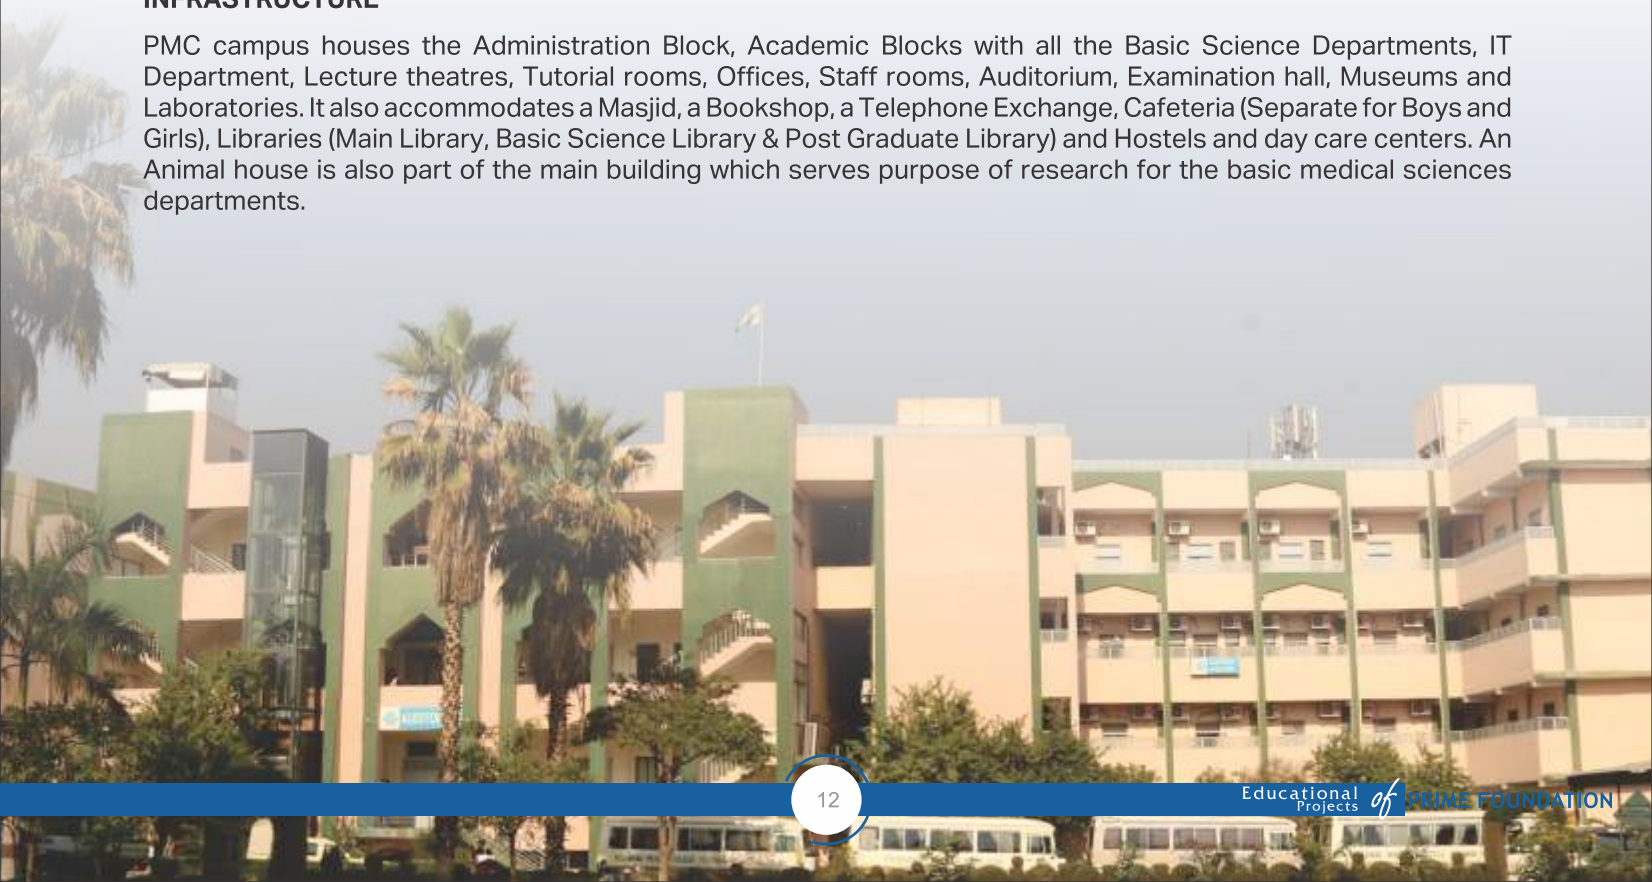 INFRASTRUCTURE
PMC campus houses the Administration Block, Academic Blocks with all the Basic Science Departments, IT
Department, Lecture theatres, Tutorial rooms, Offices, Staff rooms, Auditorium, Examination hall, Museums and
Laboratories. It also accommodates a Masjid, a Bookshop, a Telephone Exchange, Cafeteria (Separate for Boys and
Girls), Libraries (Main Library, Basic Science Library & Post Graduate Library) and Hostels and day care centers. An
Animal house is also part of the main building which serves purpose of research for the basic medical sciences
departments.
12
Educational
Projects of PRIME FOUNDATION